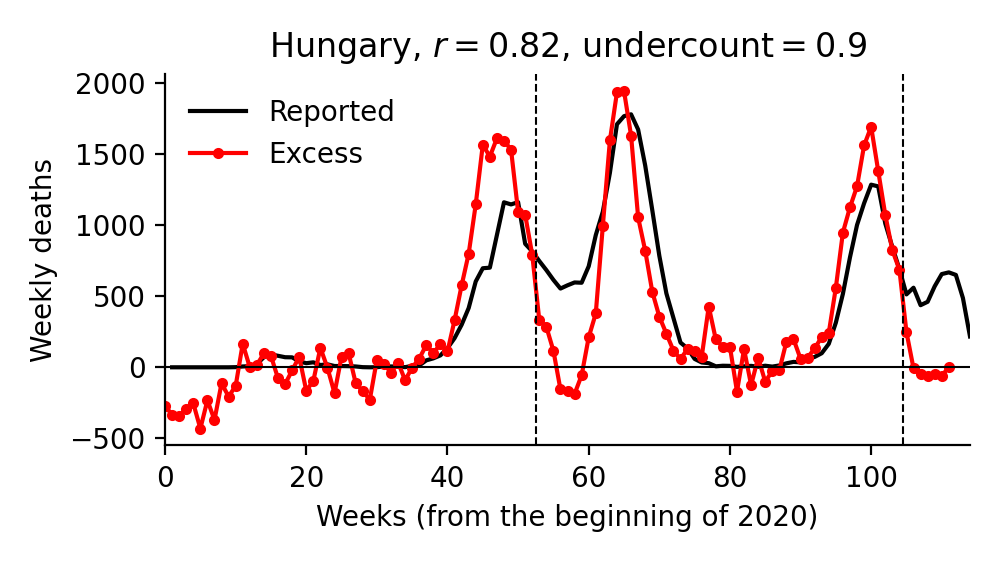 Hungary, r = 0.82, undercount = 0.9
2000
1500
1000
500
0
−500
Weekly deaths
Reported
Excess
0 20 40 60 80 100
Weeks (from the beginning of 2020)